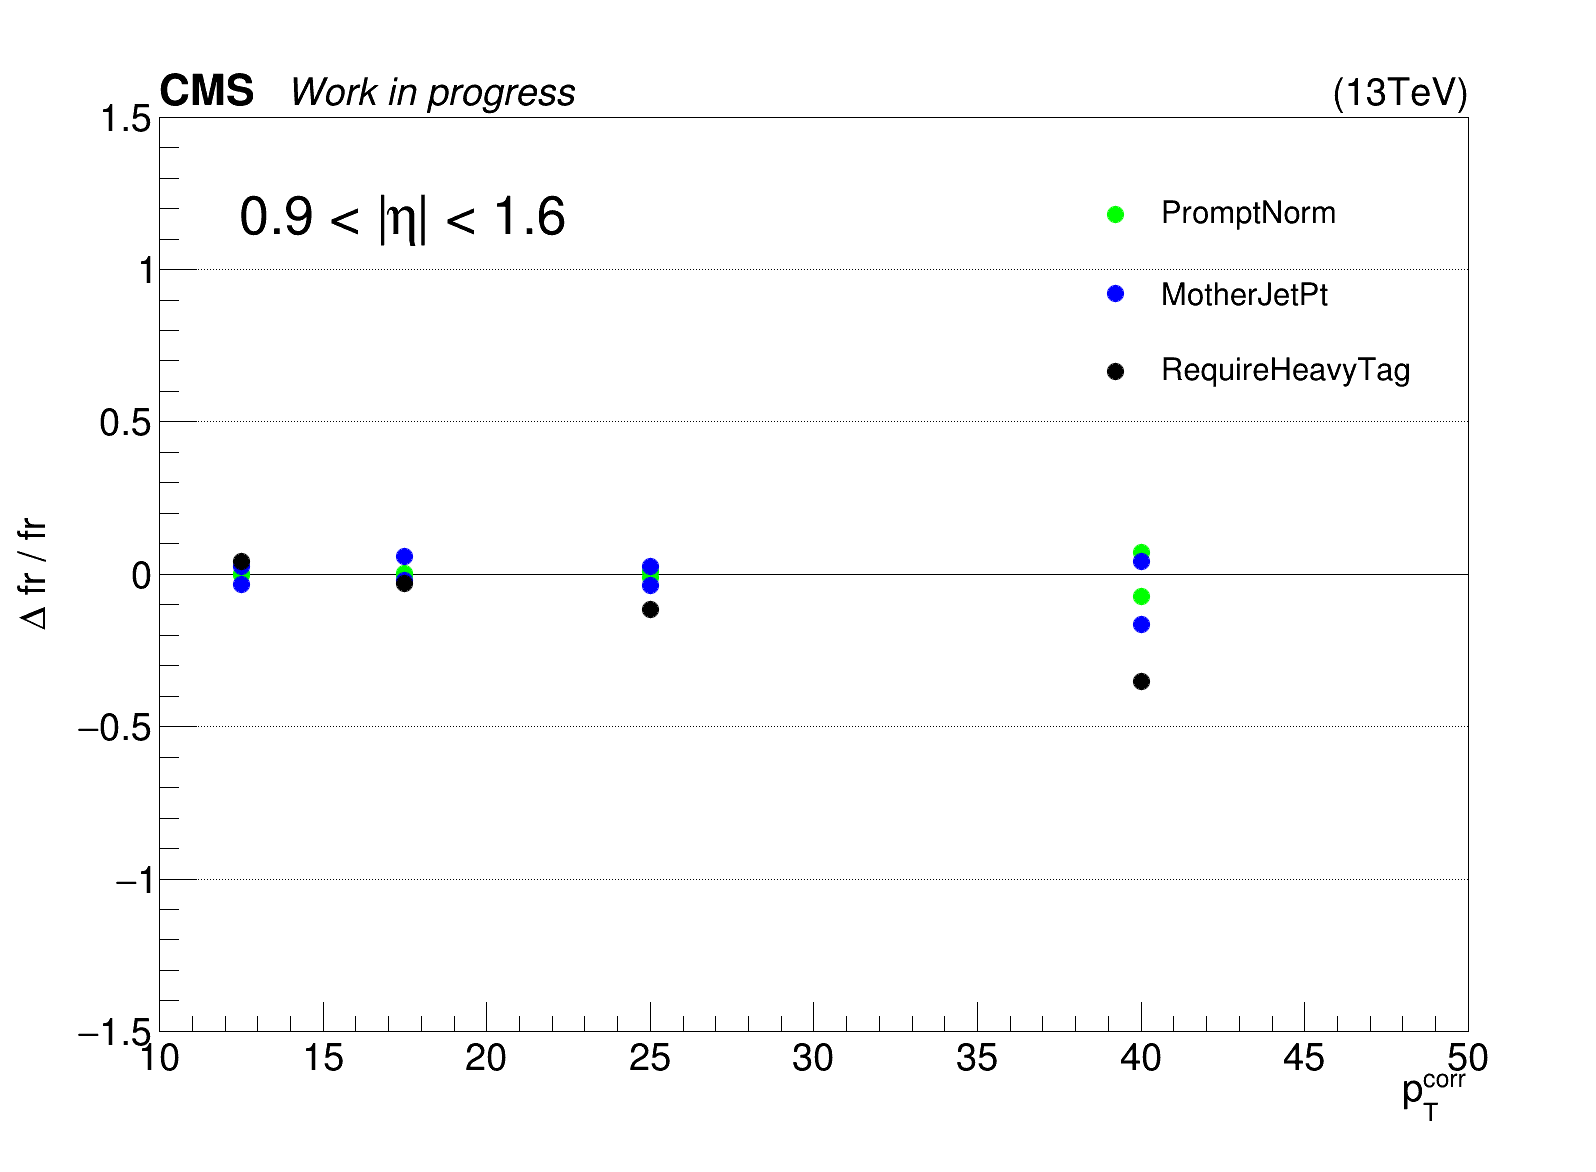 CMS Work in progress (13TeV)
0.9 < |η| < 1.6
PromptNorm
MotherJetPt
RequireHeavyTag
Δ fr / fr
1.5
1
0.5
0
−0.5
−1
−1.5
10 15 20 25 30 35 40 45 50
p_T^corr